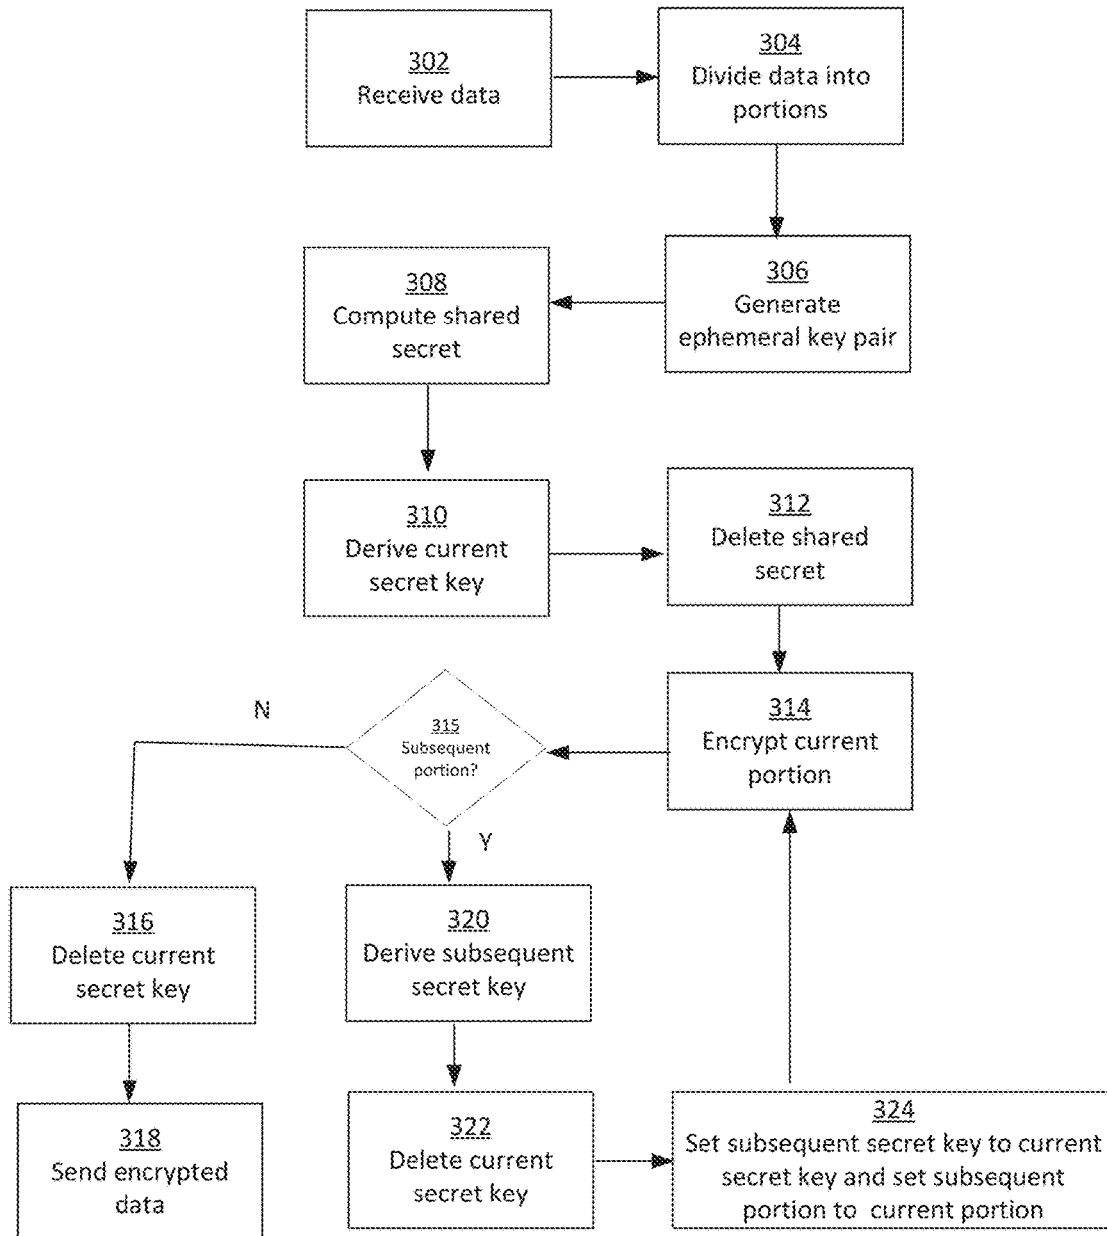 302
Receive data
304
Divide data into
portions
306
Generate
ephemeral key pair
308
Compute shared
secret
310
Derive current
secret key
312
Delete shared
secret
314
Encrypt current
portion
315
Subsequent
portion?
N
Y
316
Delete current
secret key
318
Send encrypted
data
320
Derive subsequent
secret key
322
Delete current
secret key
324
Set subsequent secret key to current
secret key and set subsequent
portion to current portion